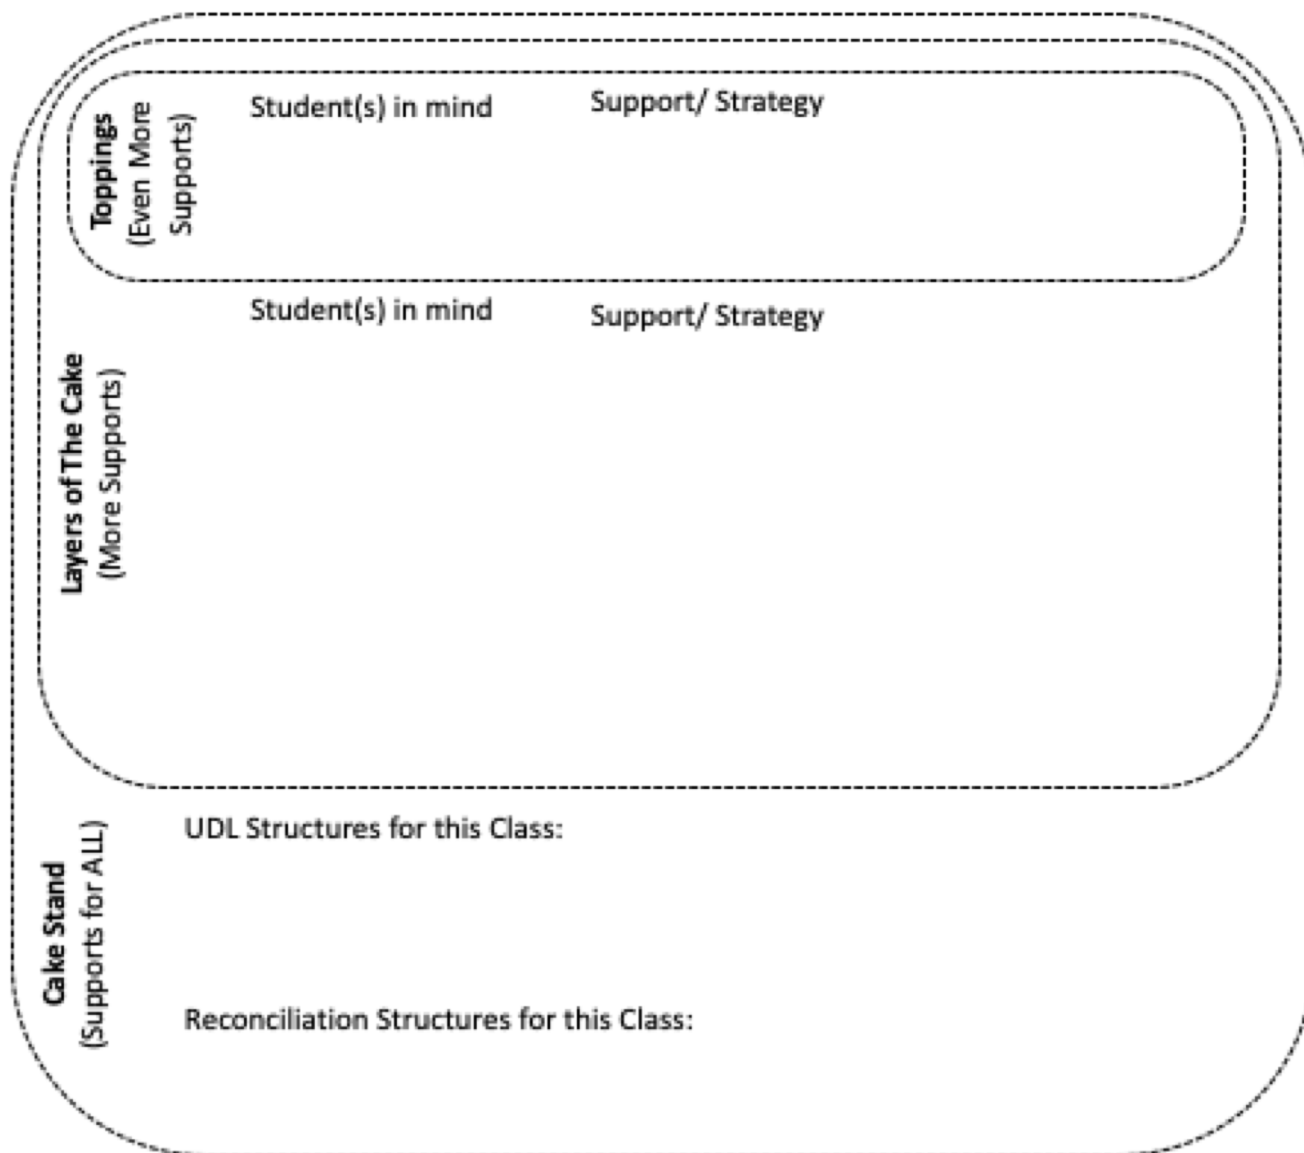 Toppings
(Even More
Supports)
Student(s) in mind
Support/ Strategy
Layers of The Cake
(More Supports)
Student(s) in mind
Support/ Strategy
Cake Stand
(Supports for ALL)
UDL Structures for this Class:
Reconciliation Structures for this Class: